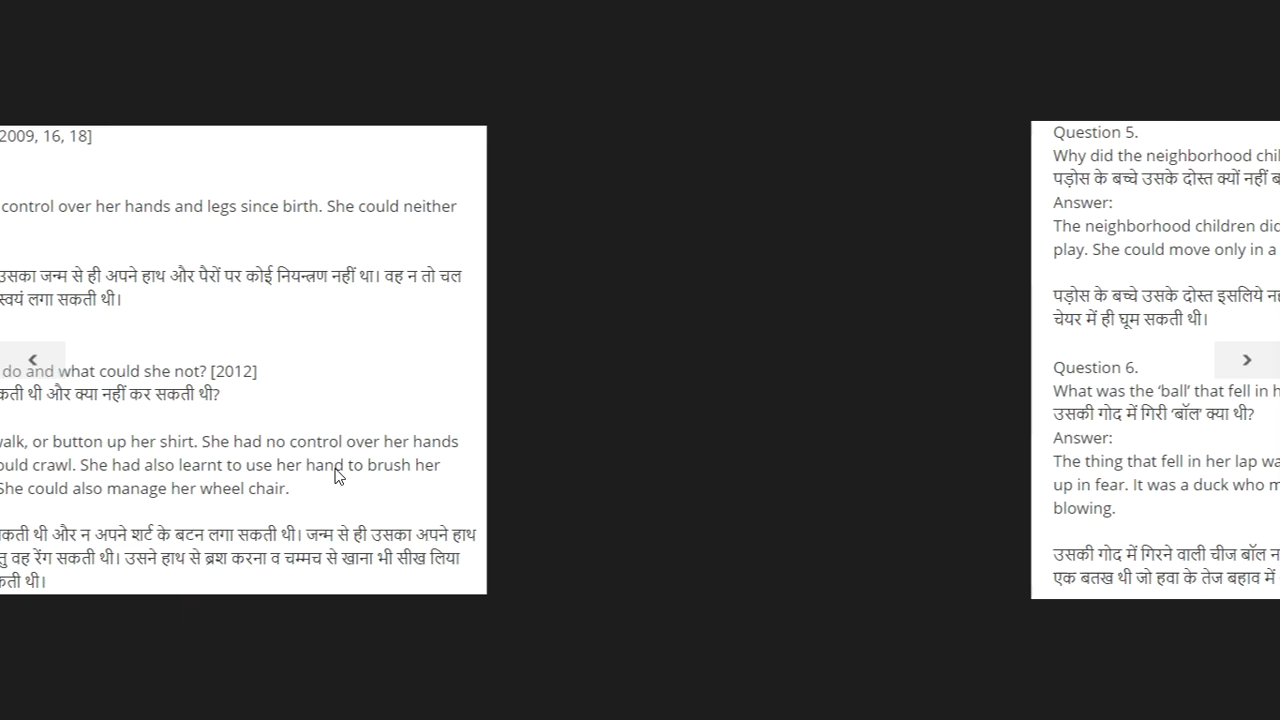 2009, 16, 18]
control over her hands and legs since birth. She could neither
उसका जन्म से ही अपने हाथ और पैरों पर कोई नियन्त्रण नहीं था। वह न तो चल
स्वयं लगा सकती थी।
do and what could she not? [2012]
कती थी और क्या नहीं कर सकती थी?
walk, or button up her shirt. She had no control over her hands
ould crawl. She had also learnt to use her hand to brush her
She could also manage her wheel chair.
कती थी और न अपने शर्ट के बटन लगा सकती थी। जन्म से ही उसका अपने हाथ
तु वह रेंग सकती थी। उसने हाथ से ब्रश करना व चम्मच से खाना भी सीख लिया
कती थी।
Question 5.
Why did the neighborhood chil
पड़ोस के बच्चे उसके दोस्त क्यों नहीं ब
Answer:
The neighborhood children did
play. She could move only in a
पड़ोस के बच्चे उसके दोस्त इसलिये नह
चेयर में ही घूम सकती थी।
Question 6.
What was the ‘ball’ that fell in h
उसकी गोद में गिरी ‘बॉल’ क्या थी?
Answer:
The thing that fell in her lap wa
up in fear. It was a duck who m
blowing.
उसकी गोद में गिरने वाली चीज बॉल न
एक बतख थी जो हवा के तेज बहाव में